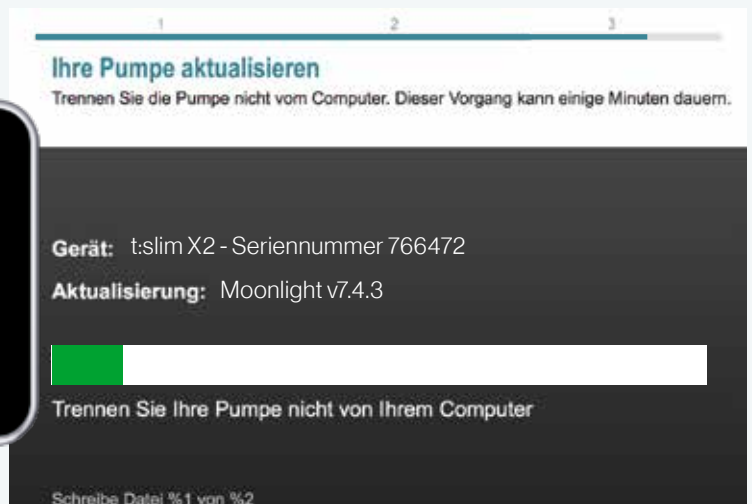 1 2 3
Ihre Pumpe aktualisieren
Trennen Sie die Pumpe nicht vom Computer. Dieser Vorgang kann einige Minuten dauern.
Gerät: t:slim X2 - Seriennummer 766472
Aktualisierung: Moonlight v7.4.3
Trennen Sie Ihre Pumpe nicht von Ihrem Computer
Schreibe Datei %1 von %2